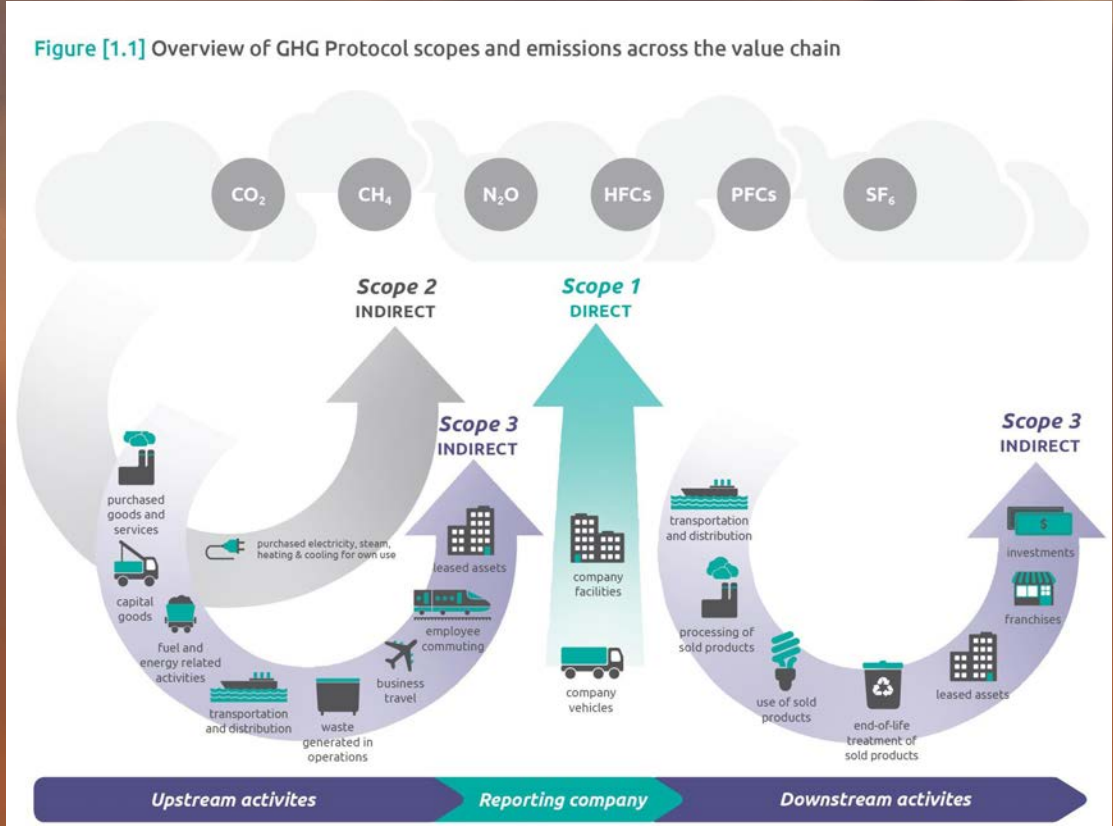 Figure [1.1] Overview of GHG Protocol scopes and emissions across the value chain
CO₂
CH₄
N₂O
HFCs
PFCs
SF₆
Scope 2
INDIRECT
Scope 1
DIRECT
Scope 3
INDIRECT
Scope 3
INDIRECT
purchased
goods and
services
capital
goods
fuel and
energy related
activities
transportation
and distribution
waste
generated in
operations
business
travel
employee
commuting
leased assets
purchased electricity, steam,
heating & cooling for own use
company
facilities
company
vehicles
transportation
and distribution
processing of
sold products
use of sold
products
end-of-life
treatment of
sold products
leased assets
franchises
$
investments
Upstream activites
Reporting company
Downstream activites